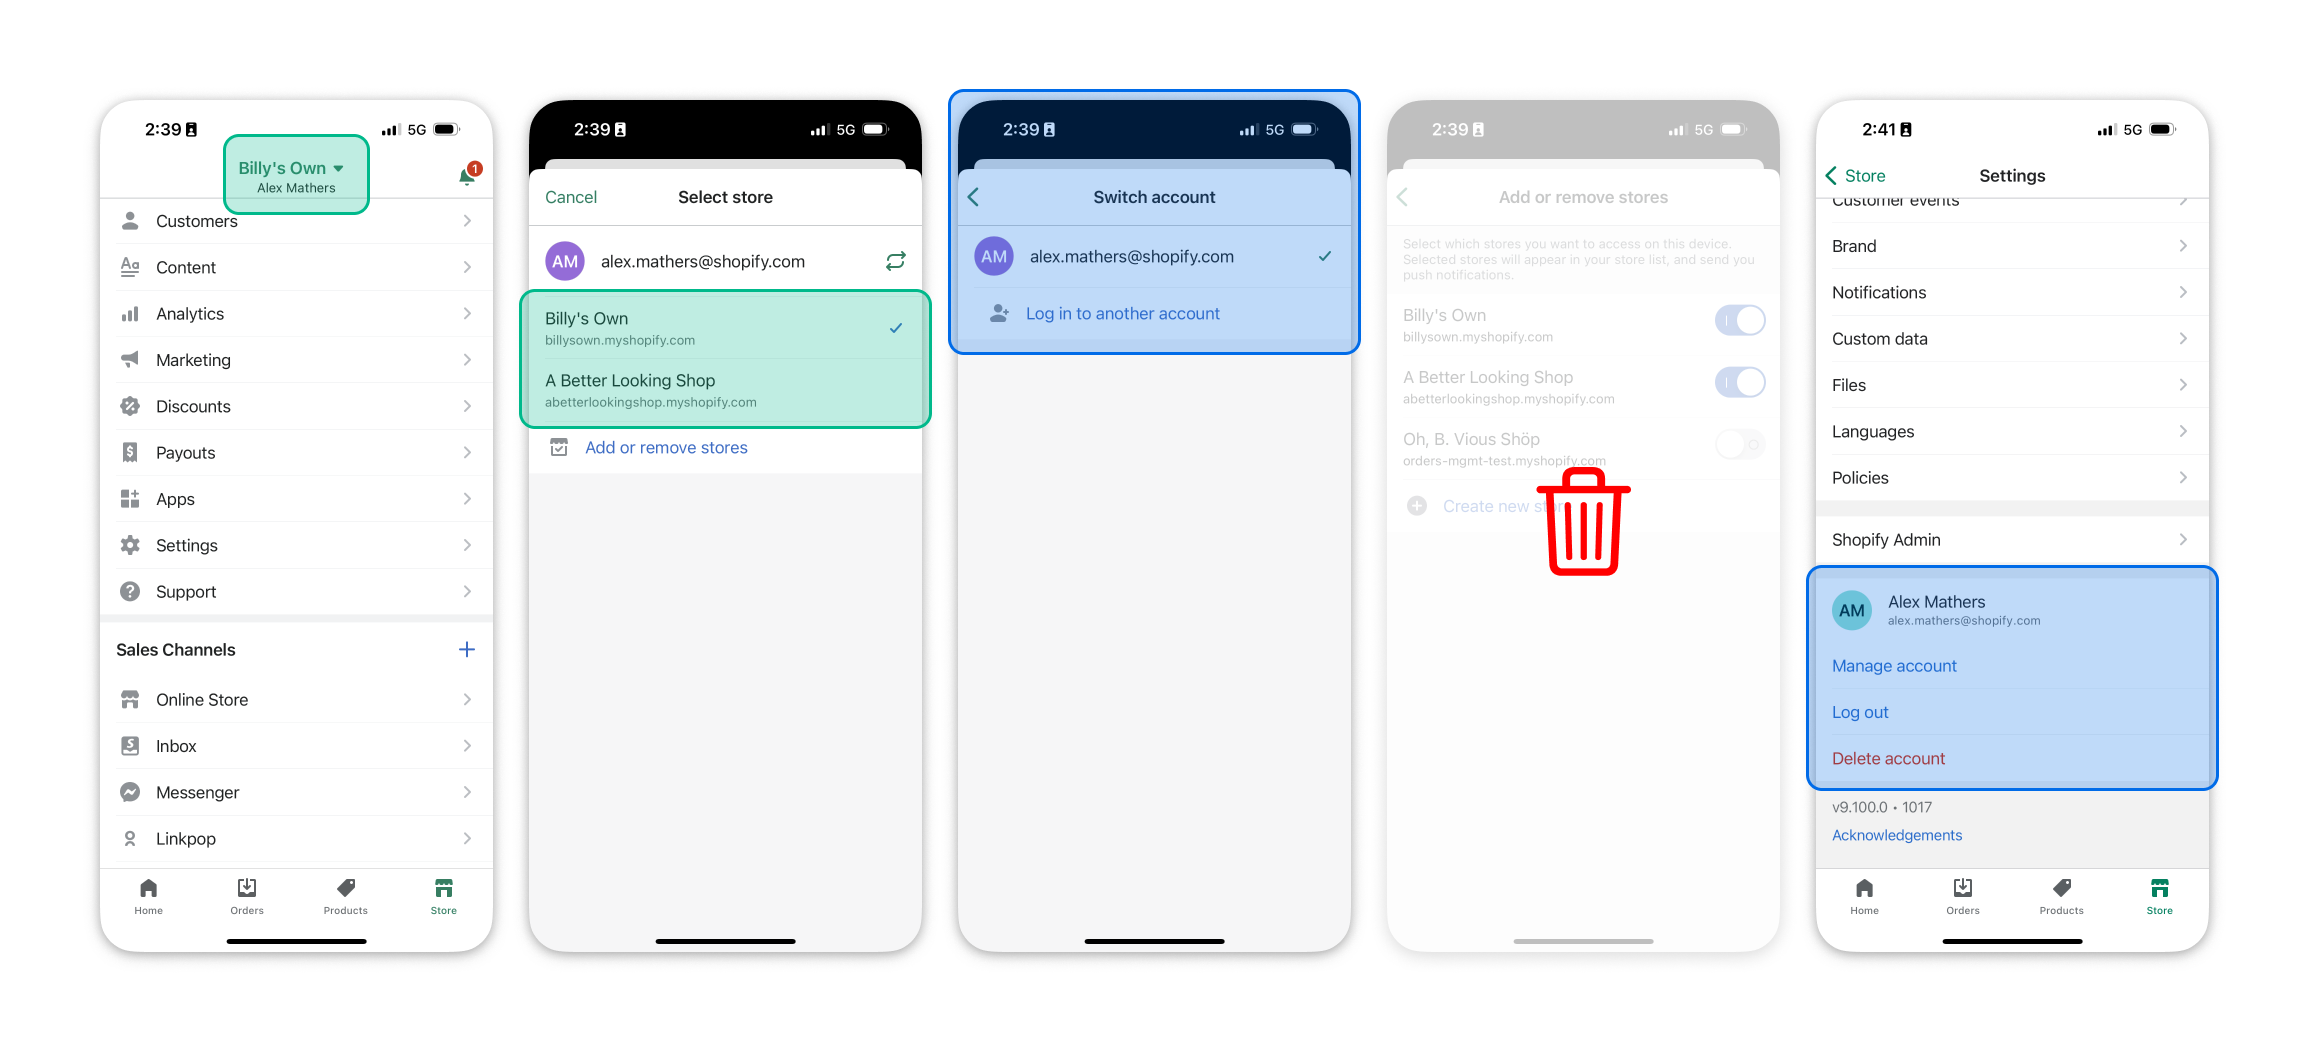 2:39
5G
Billy's Own
Alex Mathers
1
Customers
Content
Analytics
Marketing
Discounts
Payouts
Apps
Settings
Support
Sales Channels
Online Store
Inbox
Messenger
Linkpop
Home
Orders
Products
Store
2:39
5G
Cancel
Select store
AM
alex.mathers@shopify.com
Billy's Own
billysown.myshopify.com
A Better Looking Shop
abetterlookingshop.myshopify.com
Add or remove stores
2:39
5G
Switch account
AM
alex.mathers@shopify.com
Log in to another account
2:39
5G
Add or remove stores
Select which stores you want to access on this device.
Selected stores will appear in your store list, and send you
push notifications.
Billy's Own
billysown.myshopify.com
A Better Looking Shop
abetterlookingshop.myshopify.com
Oh, B. Vious Shöp
orders-mgmt-test.myshopify.com
Create new store
2:41
5G
Store
Settings
Customer events
Brand
Notifications
Custom data
Files
Languages
Policies
Shopify Admin
AM
Alex Mathers
alex.mathers@shopify.com
Manage account
Log out
Delete account
v9.100.0 • 1017
Acknowledgements
Home
Orders
Products
Store